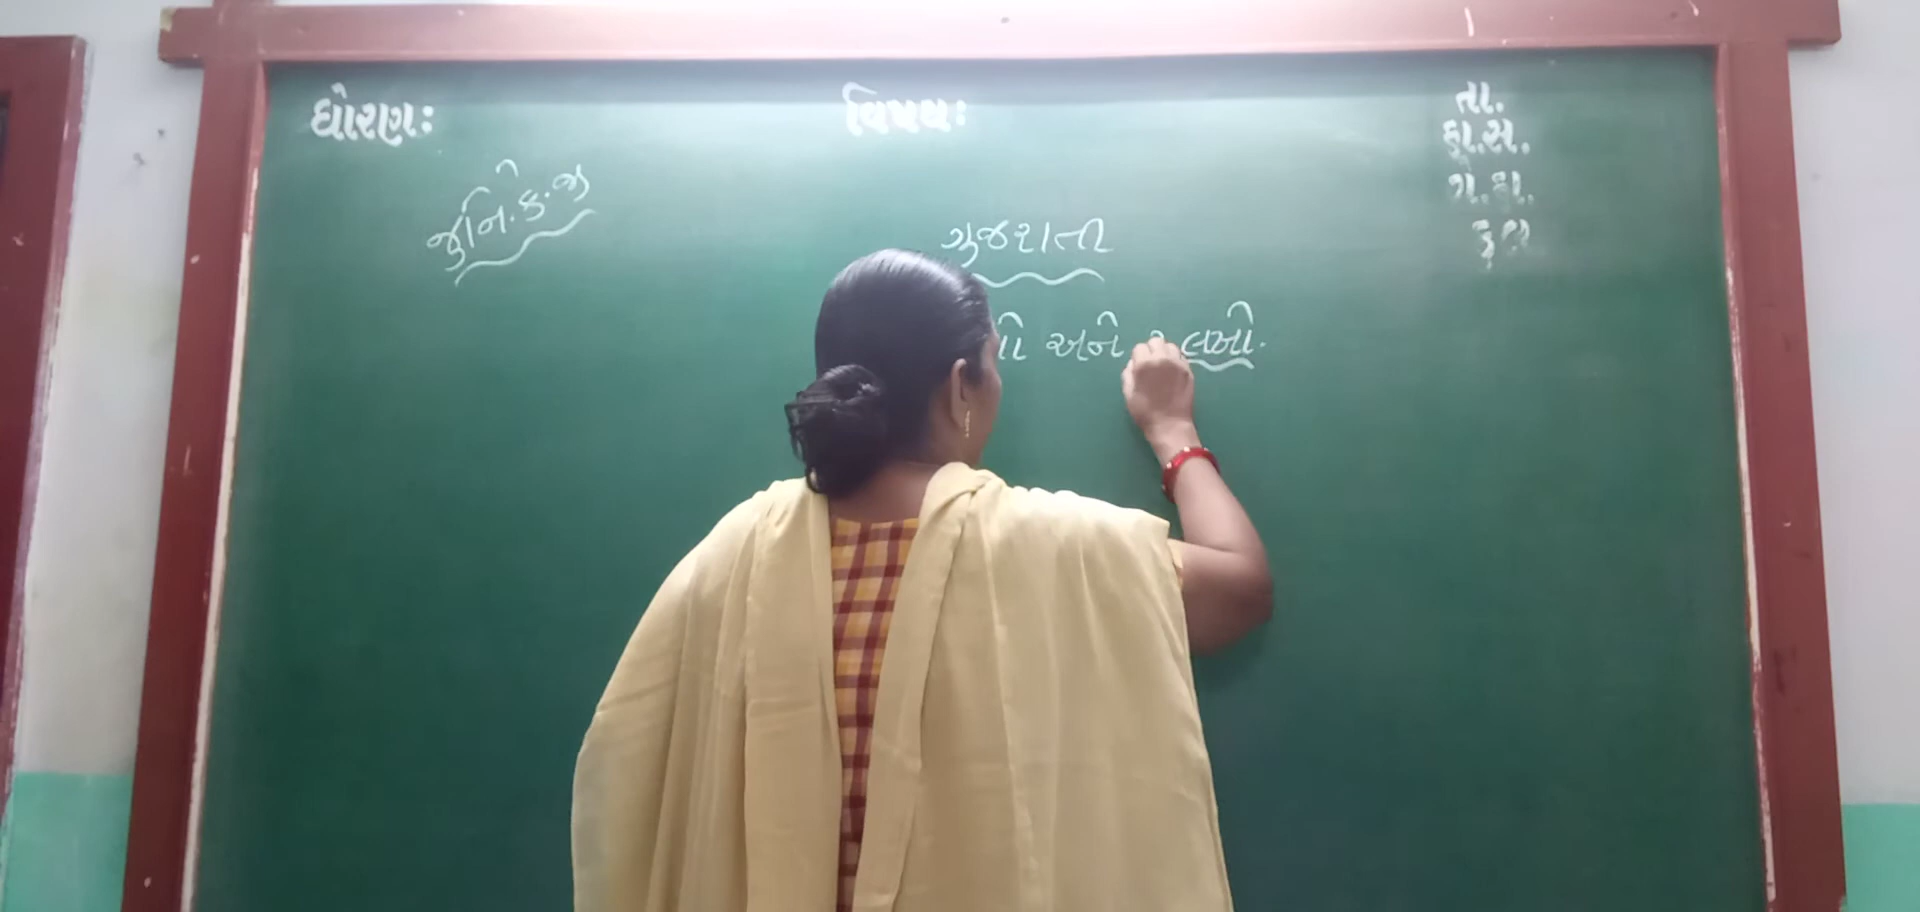 ધોરણ:
વિષય:
તા.
કા.સ.
ગે.હા.
કુલ
જુનિ.કે.જી
ગુજરાતી
અને લખો.